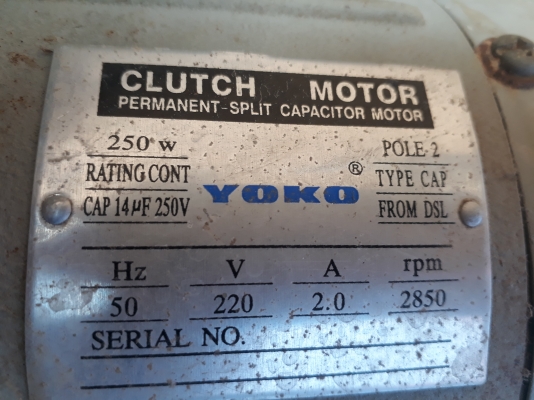 CLUTCH MOTOR
PERMANENT-SPLIT CAPACITOR MOTOR
250 W POLE 2
RATING CONT YOKO ® TYPE CAP
CAP 14µF 250V FROM DSL
Hz V A rpm
50 220 2.0 2850
SERIAL NO.